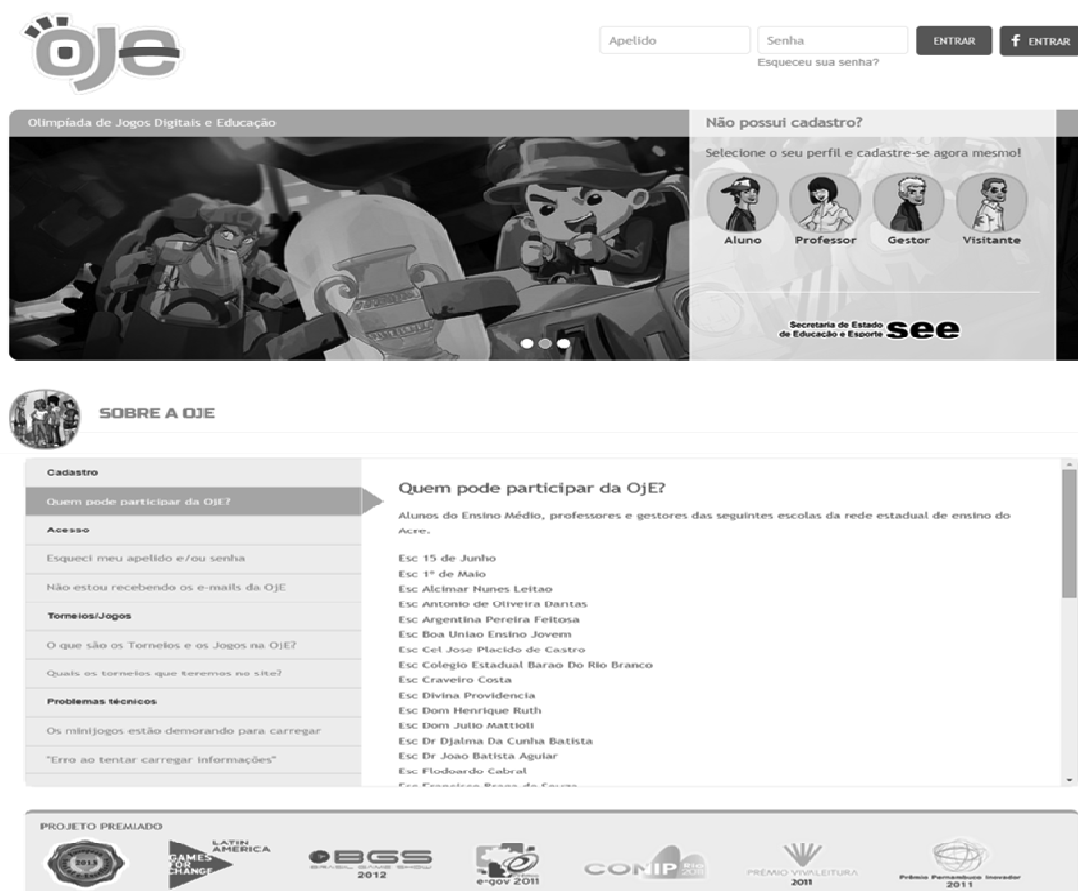 oje
Apelido
Senha
ENTRAR
f ENTRAR
Esqueceu sua senha?
Olimpíada de Jogos Digitais e Educação
Não possui cadastro?
Selecione o seu perfil e cadastre-se agora mesmo!
Aluno
Professor
Gestor
Visitante
Secretaria de Estado
de Educação e Esporte
see
SOBRE A OJE
Cadastro
Quem pode participar da OjE?
Acesso
Esqueci meu apelido e/ou senha
Não estou recebendo os e-mails da OjE
Torneios/Jogos
O que são os Torneios e os Jogos na OjE?
Quais os torneios que teremos no site?
Problemas técnicos
Os minijogos estão demorando para carregar
"Erro ao tentar carregar informações"
Quem pode participar da OjE?
Alunos do Ensino Médio, professores e gestores das seguintes escolas da rede estadual de ensino do
Acre.
Esc 15 de Junho
Esc 1º de Maio
Esc Alcimar Nunes Leitao
Esc Antonio de Oliveira Dantas
Esc Argentina Pereira Feitosa
Esc Boa Uniao Ensino Jovem
Esc Cel Jose Placido de Castro
Esc Colegio Estadual Barao Do Rio Branco
Esc Craveiro Costa
Esc Divina Providencia
Esc Dom Henrique Ruth
Esc Dom Julio Mattioli
Esc Dr Djalma Da Cunha Batista
Esc Dr Joao Batista Aguiar
Esc Flodoardo Cabral
PROJETO PREMIADO
2013
GAMES
FOR
CHANGE
LATIN
AMERICA
BGS
BRASIL GAME SHOW
2012
e-gov 2011
CONIP Rio
2011
PRÊMIO VIVALEITURA
2011
Prêmio Pernambuco Inovador
2011